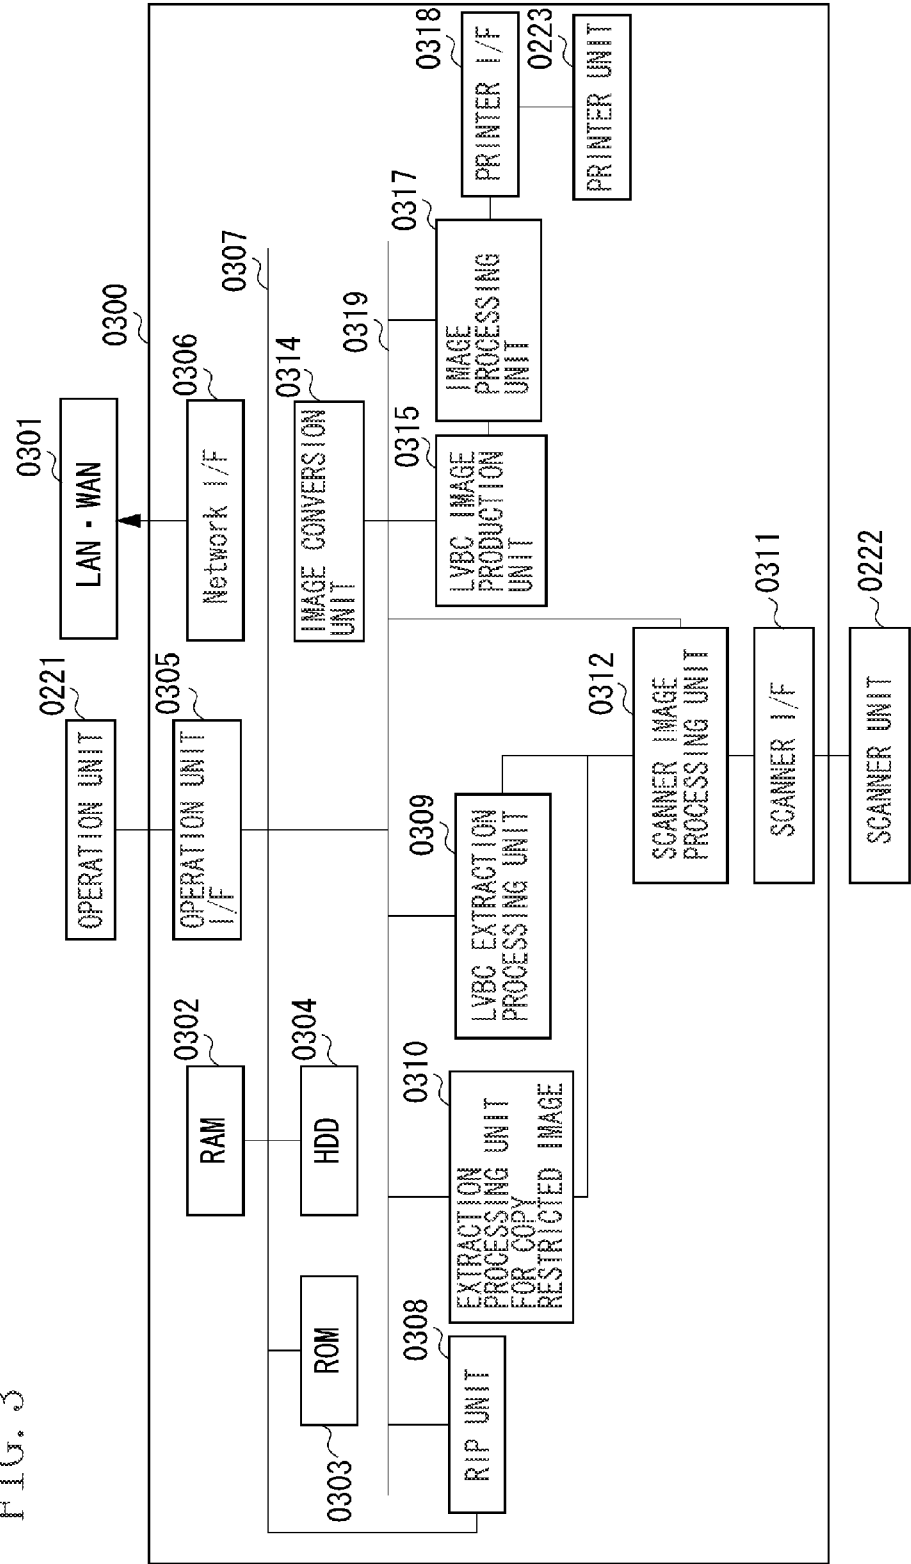 FIG. 3
0300
0301
LAN・WAN
0306
Network I/F
0221
OPERATION UNIT
0305
OPERATION UNIT
I/F
0302
RAM
0304
HDD
ROM
0303
0307
0314
IMAGE CONVERSION
UNIT
0319
0308
RIP UNIT
0310
EXTRACTION
PROCESSING UNIT
FOR COPY
RESTRICTED IMAGE
0309
LVBC EXTRACTION
PROCESSING UNIT
0315
LVBC IMAGE
PRODUCTION
UNIT
0317
IMAGE
PROCESSING
UNIT
0318
PRINTER I/F
0223
PRINTER UNIT
0312
SCANNER IMAGE
PROCESSING UNIT
0311
SCANNER I/F
0222
SCANNER UNIT